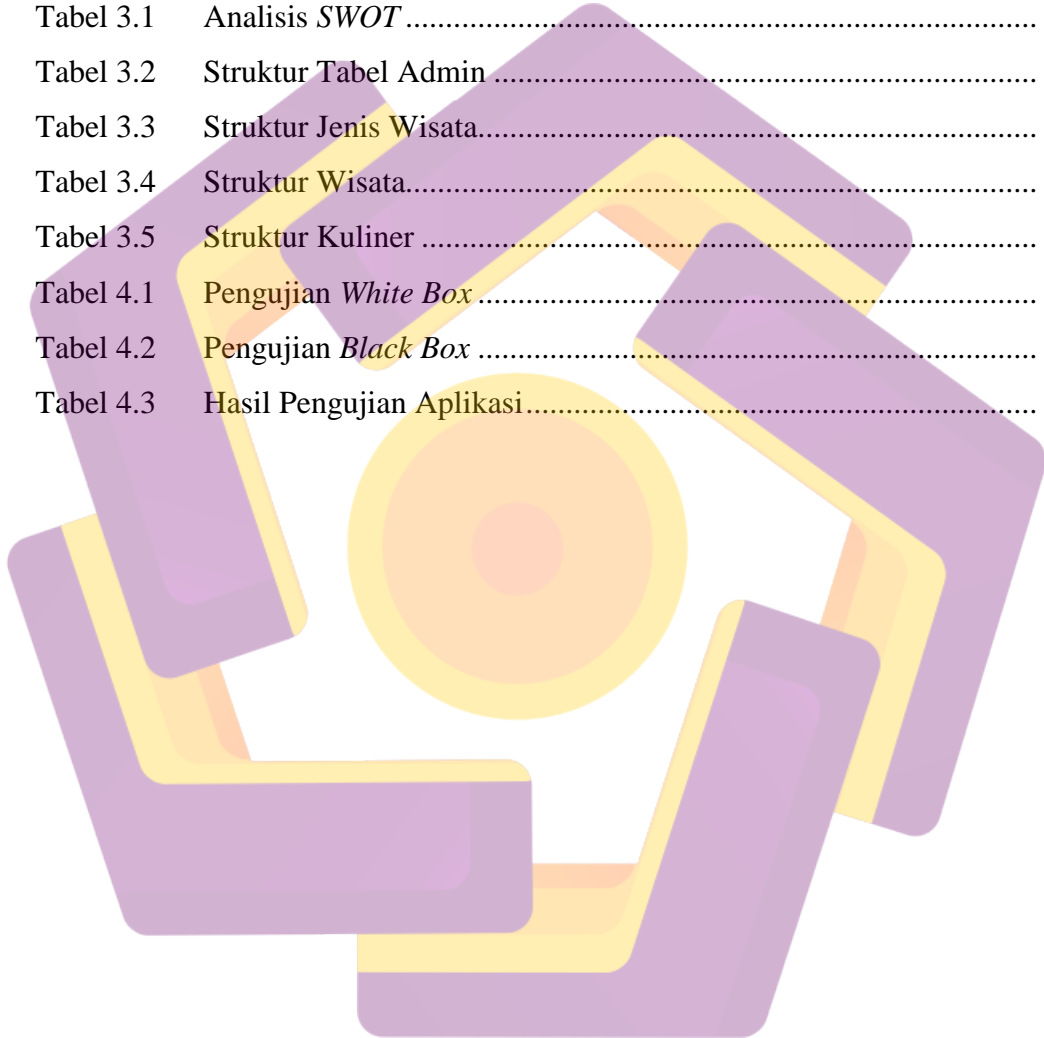 Tabel 3.1 Analisis SWOT ....................................................................................
Tabel 3.2 Struktur Tabel Admin ..........................................................................
Tabel 3.3 Struktur Jenis Wisata...........................................................................
Tabel 3.4 Struktur Wisata....................................................................................
Tabel 3.5 Struktur Kuliner ..................................................................................
Tabel 4.1 Pengujian White Box ...........................................................................
Tabel 4.2 Pengujian Black Box ...........................................................................
Tabel 4.3 Hasil Pengujian Aplikasi.....................................................................